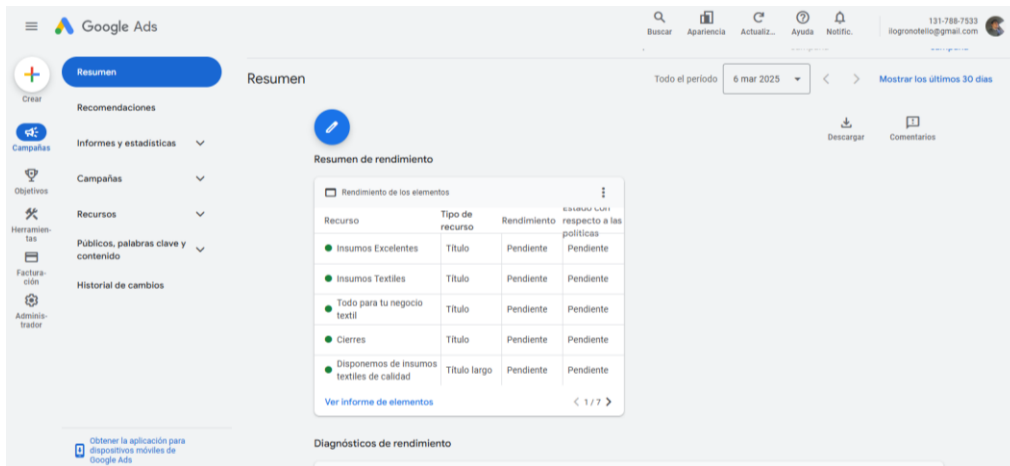 Google Ads
Buscar
Apariencia
Actualiz...
Ayuda
Notific.
131-788-7533
ilogronotello@gmail.com
Crear
Campañas
Objetivos
Herramien-
tas
Factura-
ción
Adminis-
trador
Resumen
Recomendaciones
Informes y estadísticas
Campañas
Recursos
Públicos, palabras clave y
contenido
Historial de cambios
Obtener la aplicación para
dispositivos móviles de
Google Ads
Resumen
Todo el período
6 mar 2025
Mostrar los últimos 30 días
Descargar
Comentarios
Resumen de rendimiento
Rendimiento de los elementos
Recurso
Tipo de
recurso
Rendimiento
Estado con
respecto a las
políticas
Insumos Excelentes Título Pendiente Pendiente
Insumos Textiles Título Pendiente Pendiente
Todo para tu negocio
textil Título Pendiente Pendiente
Cierres Título Pendiente Pendiente
Disponemos de insumos
textiles de calidad Título largo Pendiente Pendiente
Ver informe de elementos
1 / 7
Diagnósticos de rendimiento